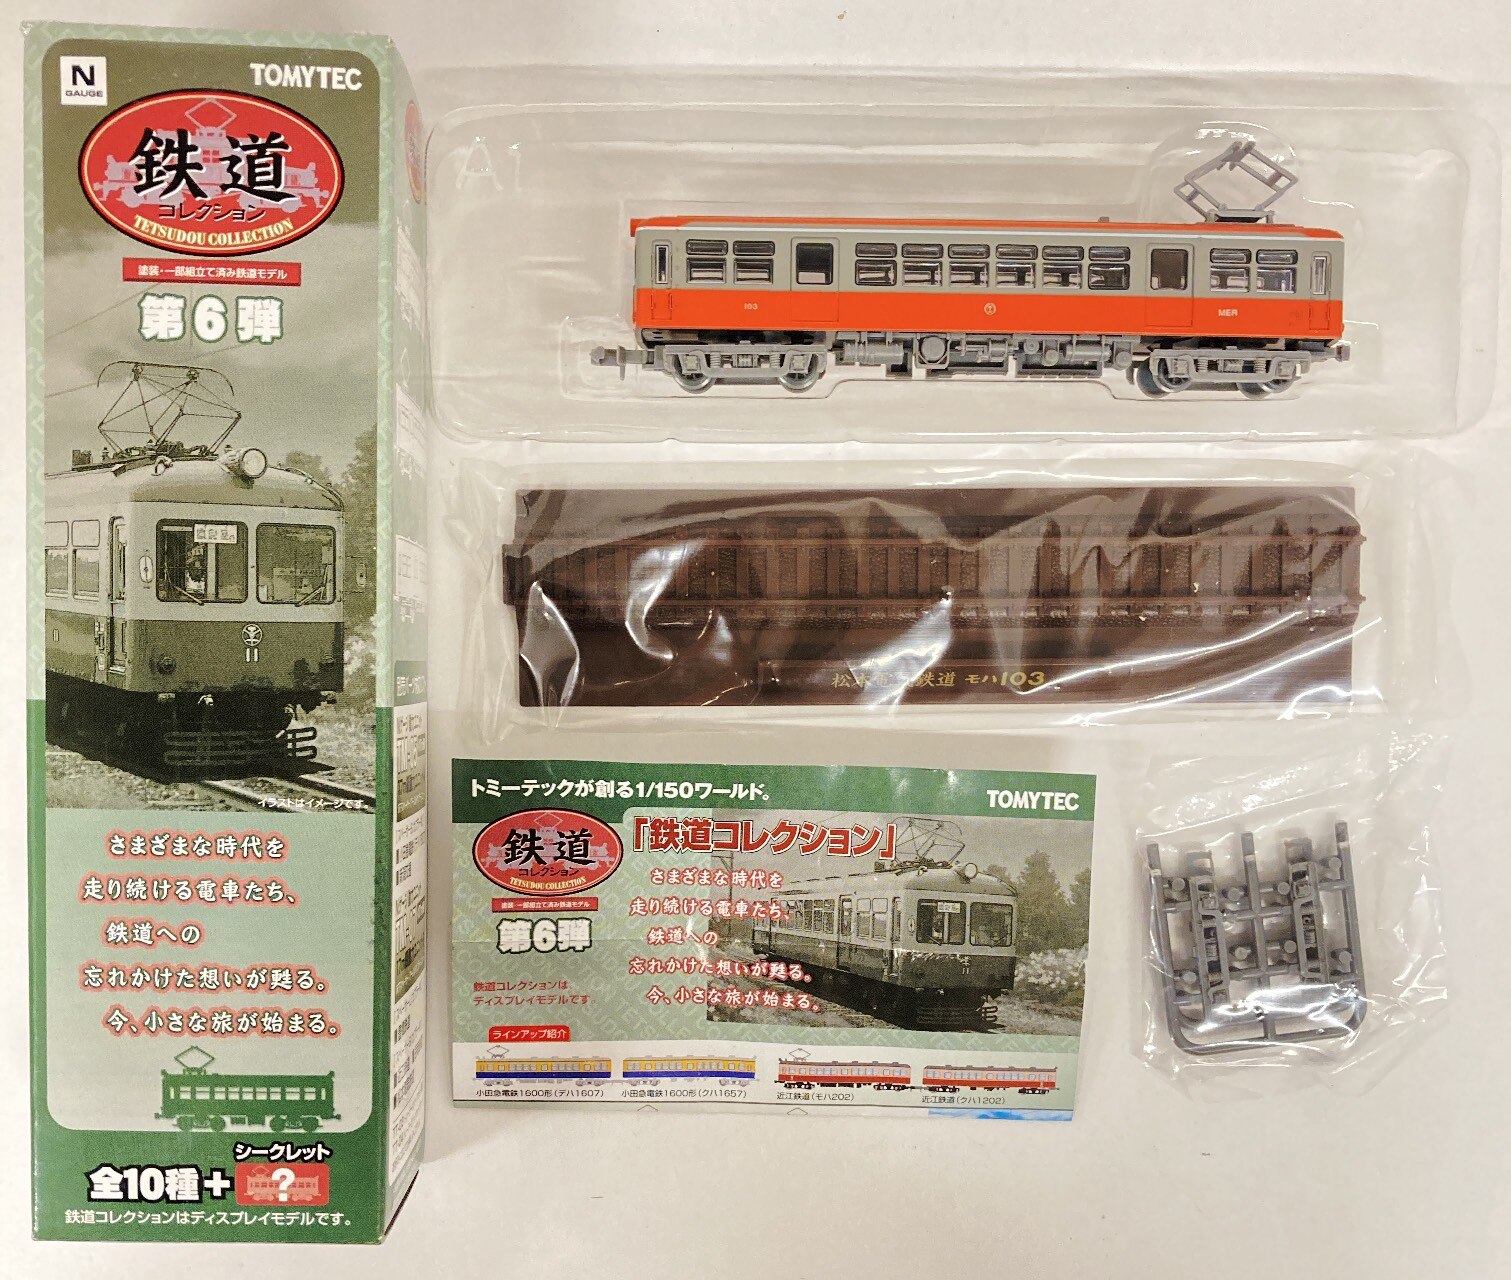 N
GAUGE
TOMYTEC
鉄道
コレクション
TETSUDOU COLLECTION
塗装・一部組立て済み鉄道モデル
第6弾
11
イラストはイメージです。
さまざまな時代を
走り続ける電車たち、
鉄道への
忘れかけた想いが甦る。
今、小さな旅が始まる。
シークレット
全10種+
?
鉄道コレクションはディスプレイモデルです。
A1
103
MER
鉄道 モハ103
トミーテックが創る1/150ワールド。
TOMYTEC
鉄道
コレクション
TETSUDOU COLLECTION
塗装・一部組立て済み鉄道モデル
第6弾
「鉄道コレクション」
さまざまな時代を
走り続ける電車たち、
鉄道への
忘れかけた想いが甦る。
今、小さな旅が始まる。
鉄道コレクションは
ディスプレイモデルです。
ラインアップ紹介
小田急電鉄1600形(デハ1607)
小田急電鉄1600形(クハ1657)
近江鉄道(モハ202)
近江鉄道(クハ1202)